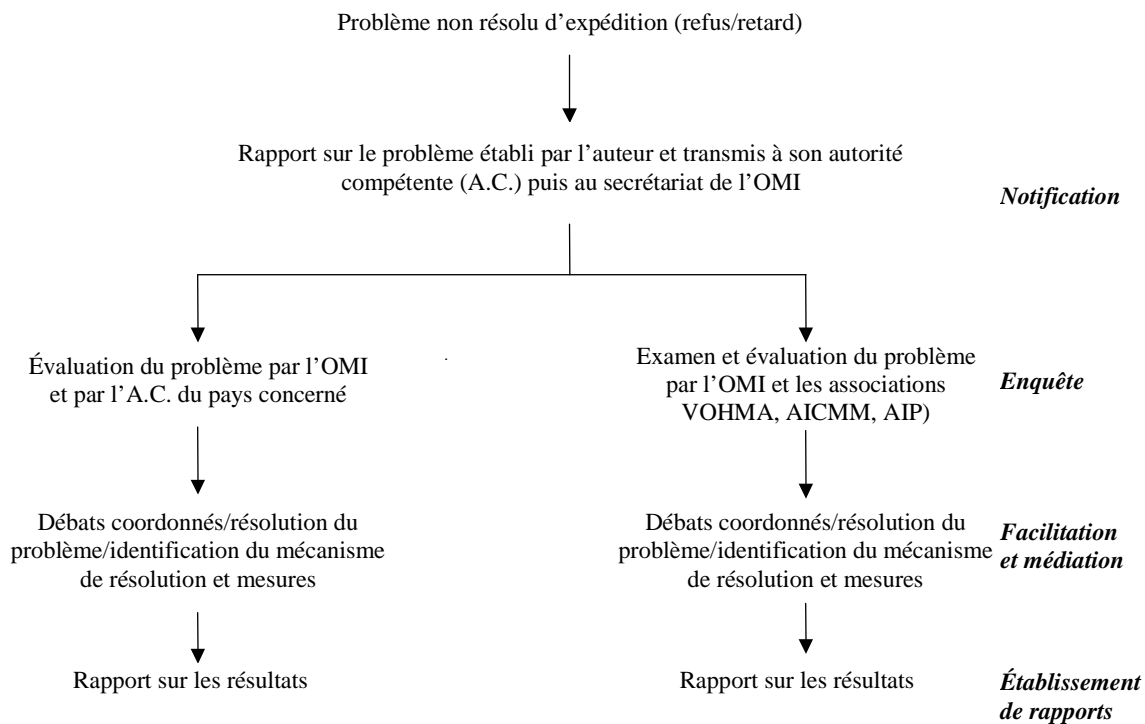 Problème non résolu d’expédition (refus/retard)
Rapport sur le problème établi par l’auteur et transmis à son autorité
compétente (A.C.) puis au secrétariat de l’OMI
Notification
Évaluation du problème par l’OMI
et par l’A.C. du pays concerné
Examen et évaluation du problème
par l’OMI et les associations
VOHMA, AICMM, AIP)
Enquête
Débats coordonnés/résolution du
problème/identification du mécanisme
de résolution et mesures
Débats coordonnés/résolution du
problème/identification du mécanisme
de résolution et mesures
Facilitation
et médiation
Rapport sur les résultats
Rapport sur les résultats
Établissement
de rapports